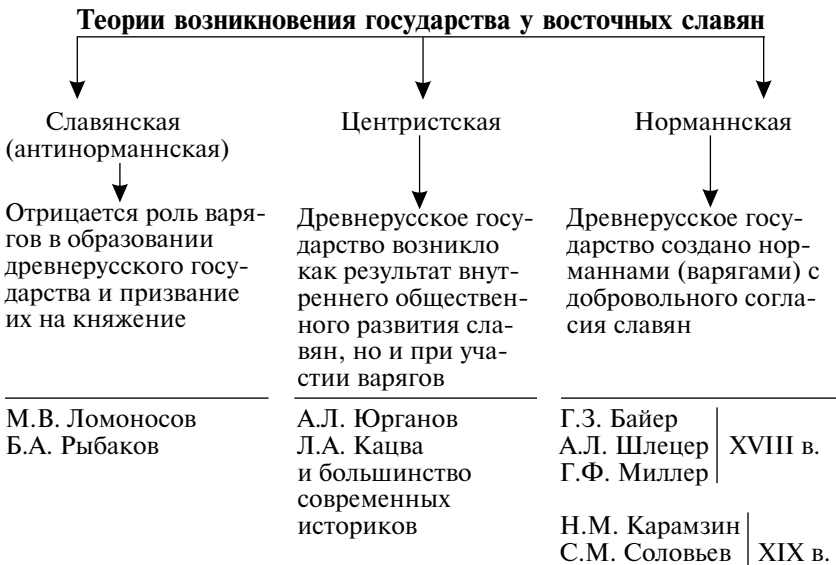 Теории возникновения государства у восточных славян
Славянская
(антинорманнская)
Отрицается роль варя-
гов в образовании
древнерусского госу-
дарства и призвание
их на княжение
М.В. Ломоносов
Б.А. Рыбаков
Центристская
Древнерусское госу-
дарство возникло
как результат внут-
реннего обществен-
ного развития сла-
вян, но и при уча-
стии варягов
А.Л. Юрганов
Л.А. Кацва
и большинство
современных
историков
Норманнская
Древнерусское госу-
дарство создано нор-
маннами (варягами) с
добровольного согла-
сия славян
Г.З. Байер
А.Л. Шлецер XVIII в.
Г.Ф. Миллер
Н.М. Карамзин
С.М. Соловьев XIX в.